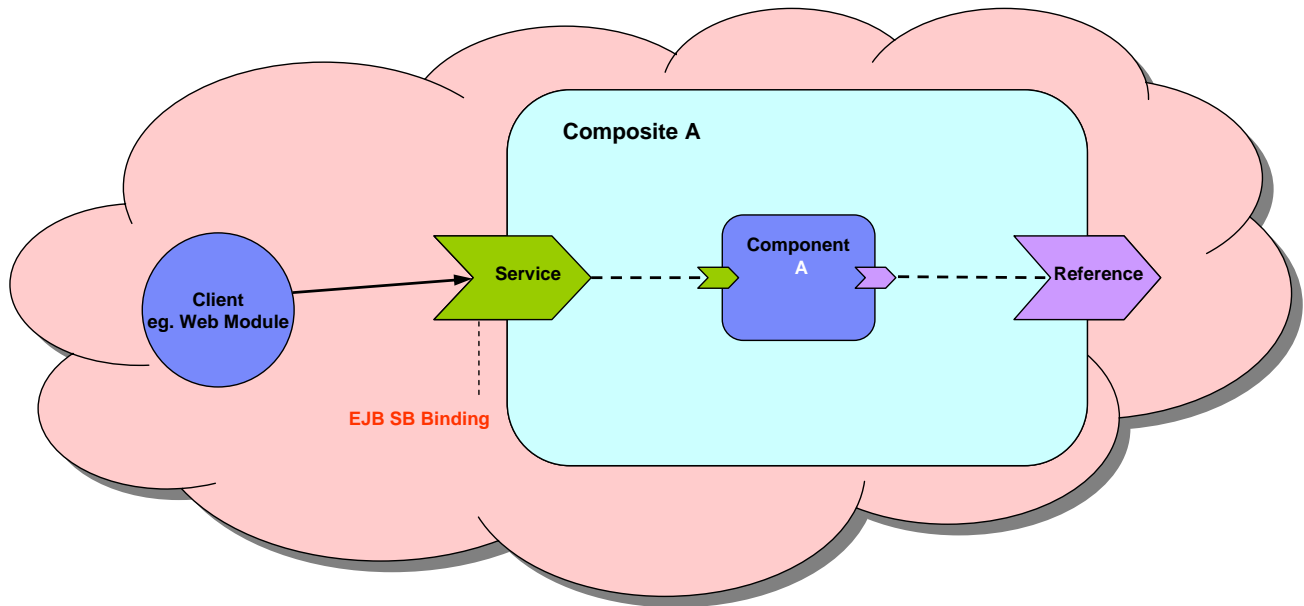 Composite A
Component
A
Service
Reference
Client
eg. Web Module
EJB SB Binding